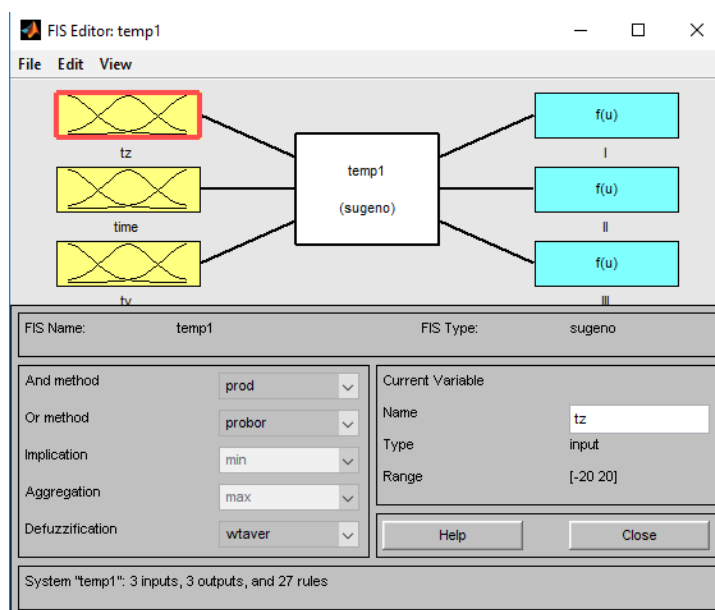 FIS Editor: temp1
File Edit View
f(u)
tz
I
temp1
(sugeno)
f(u)
time
II
f(u)
tv
III
FIS Name: temp1 FIS Type: sugeno
And method prod
Or method probor
Implication min
Aggregation max
Defuzzification wtaver
Current Variable
Name tz
Type input
Range [-20 20]
Help Close
System "temp1": 3 inputs, 3 outputs, and 27 rules